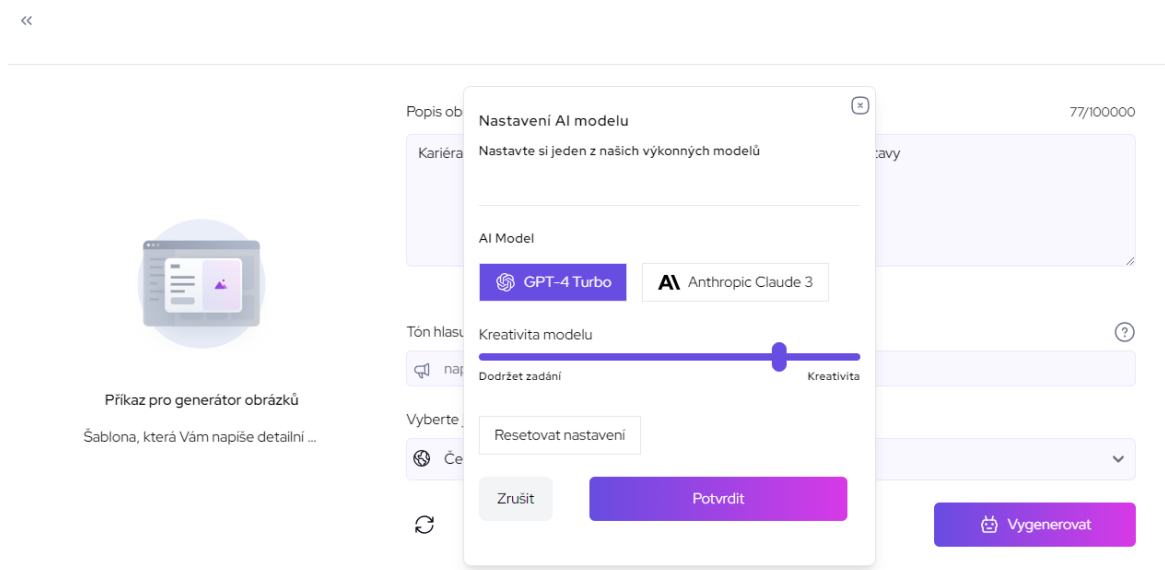 «
Popis ob
77/100000
Kariéra
tavy
Nastavení AI modelu
Nastavte si jeden z našich výkonných modelů
AI Model
GPT-4 Turbo
Anthropic Claude 3
Tón hlasu
?
Kreativita modelu
Dodržet zadání
Kreativita
Příkaz pro generátor obrázků
Šablona, která Vám napíše detailní ...
Vyberte j
Resetovat nastavení
Zrušit
Potvrdit
Vygenerovat